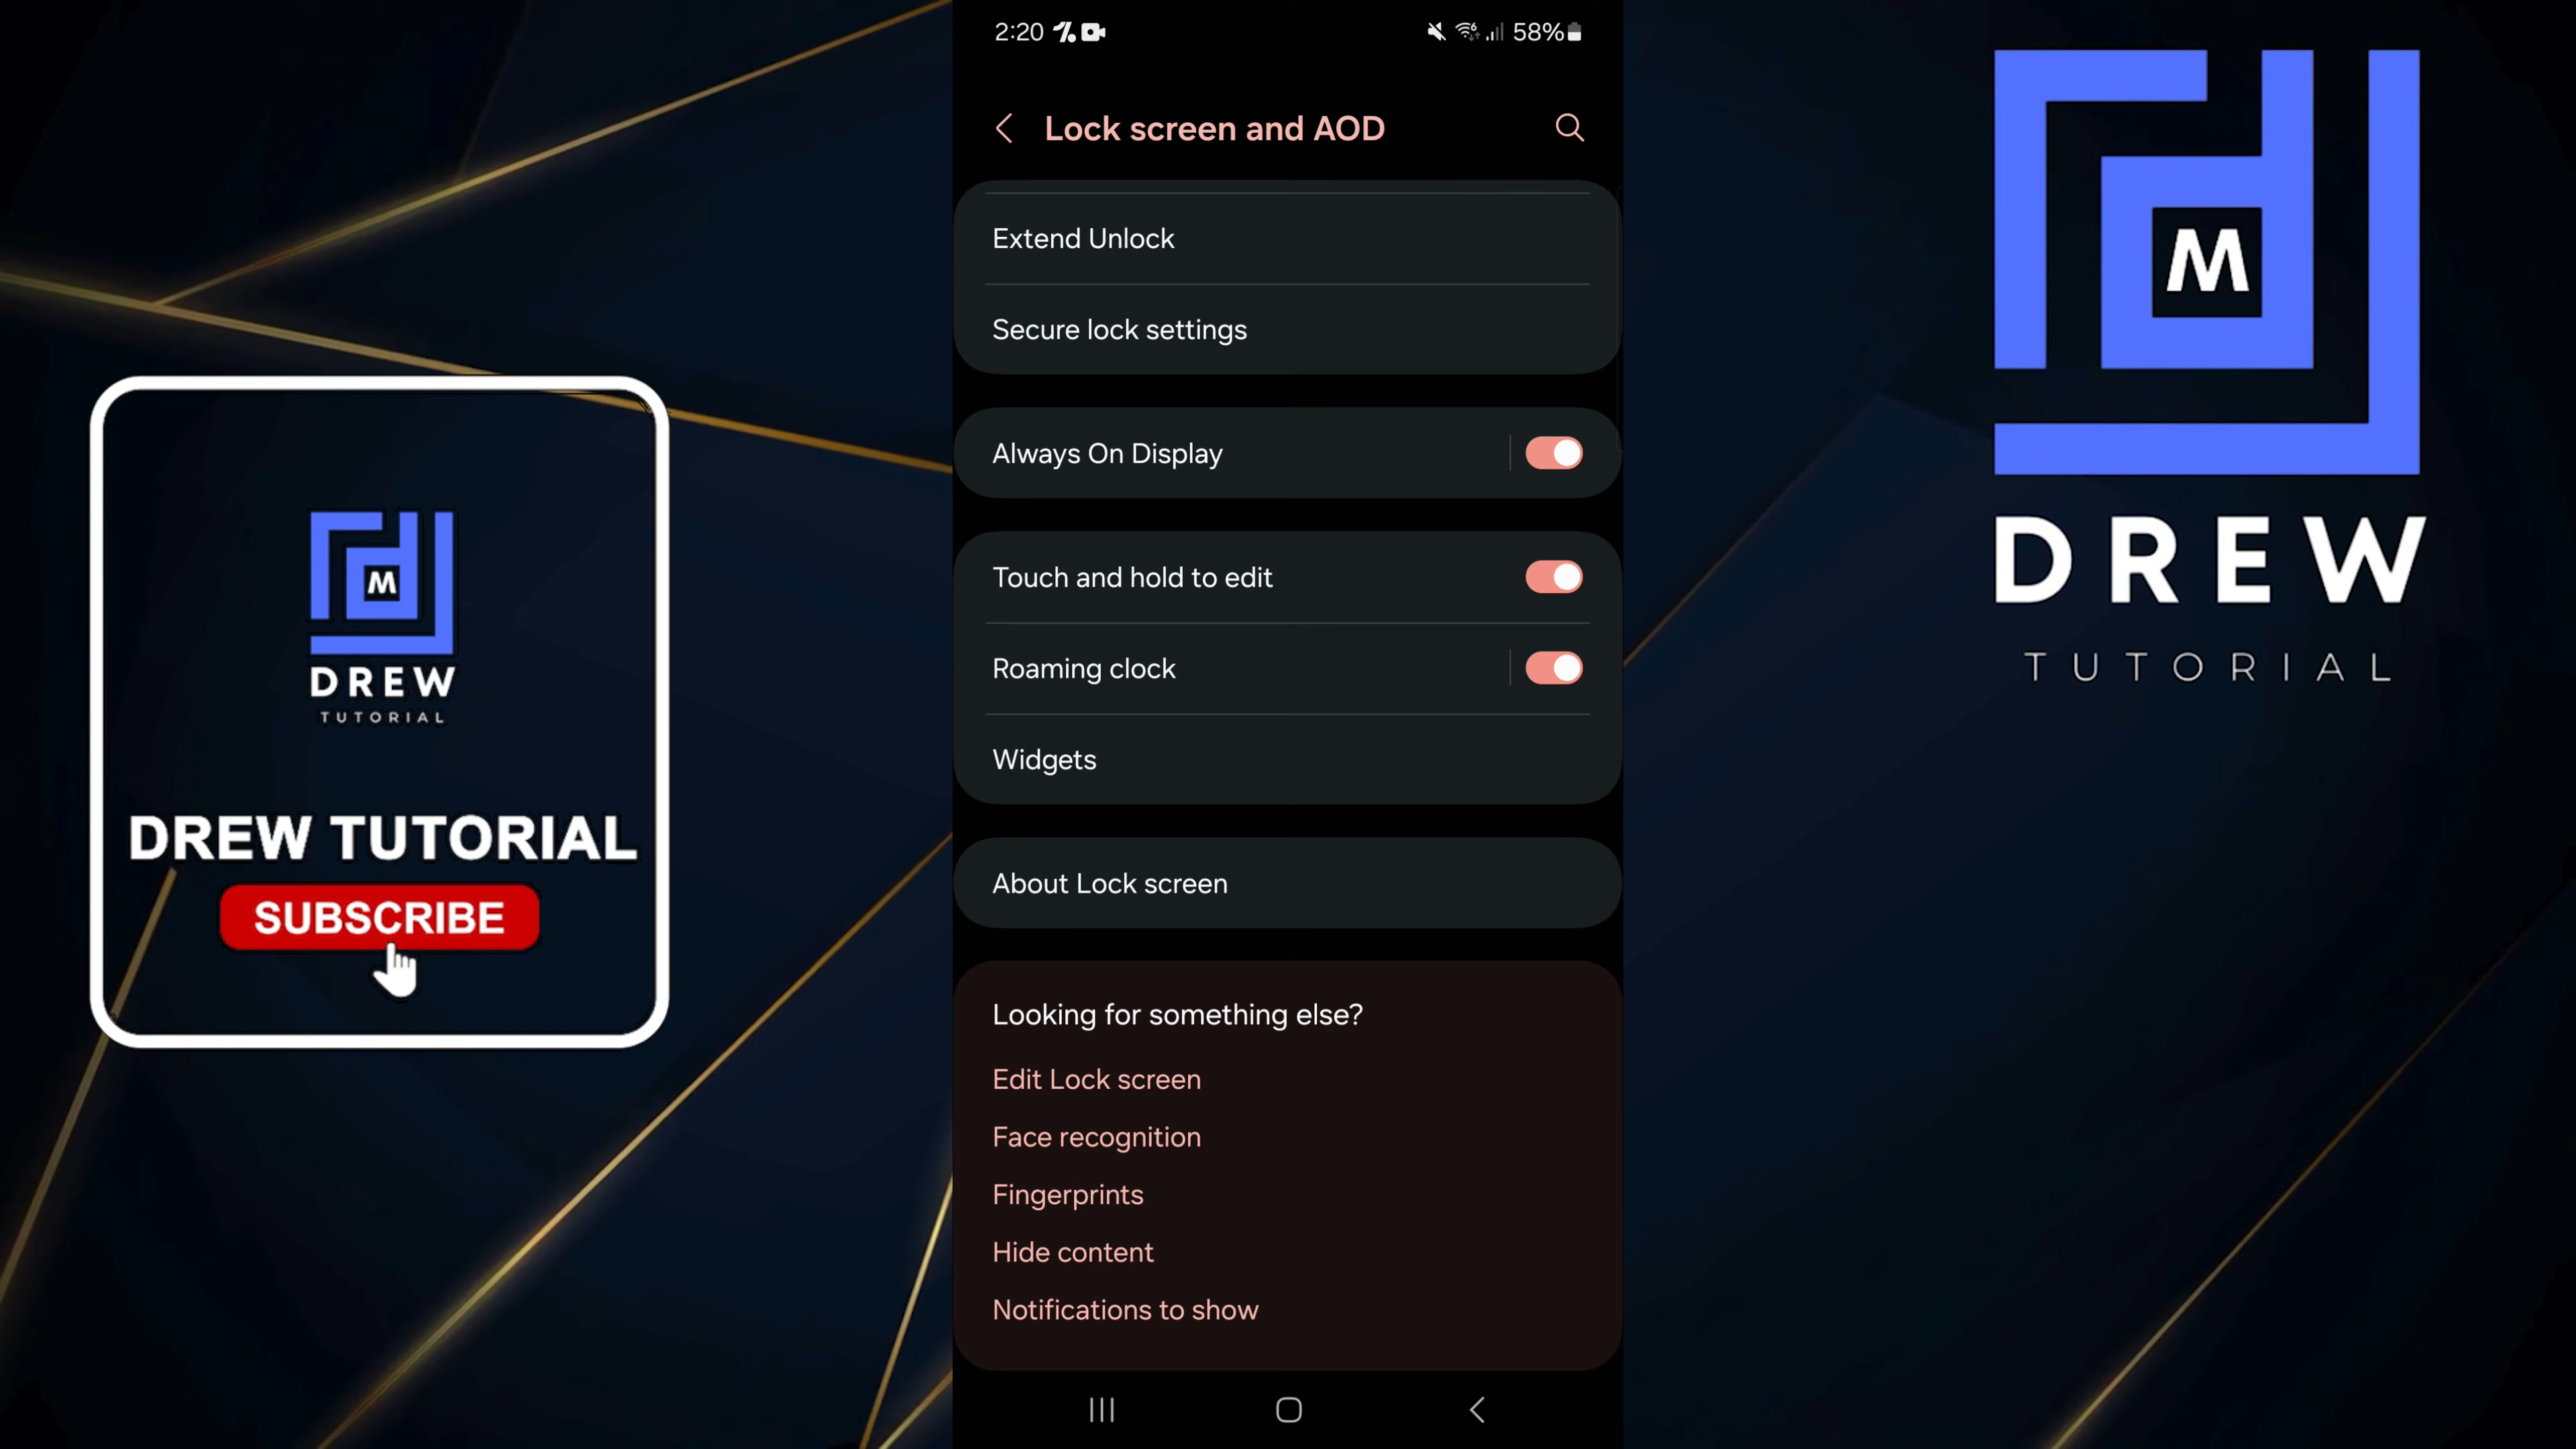 2:20
58%
Lock screen and AOD
Extend Unlock
Secure lock settings
Always On Display
Touch and hold to edit
Roaming clock
Widgets
About Lock screen
Looking for something else?
Edit Lock screen
Face recognition
Fingerprints
Hide content
Notifications to show
M
DREW
TUTORIAL
DREW TUTORIAL
SUBSCRIBE
M
DREW
TUTORIAL